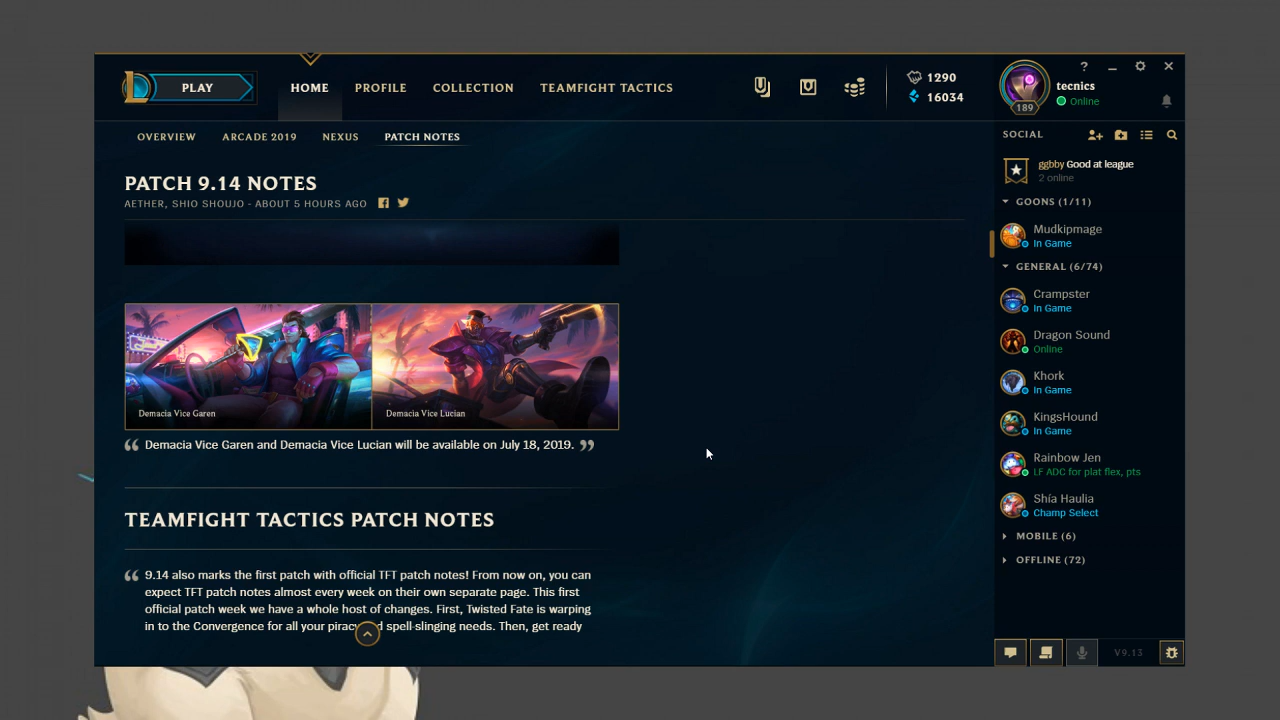 PLAY
HOME
PROFILE
COLLECTION
TEAMFIGHT TACTICS
1290
16034
?
189
tecnics
Online
OVERVIEW
ARCADE 2019
NEXUS
PATCH NOTES
PATCH 9.14 NOTES
AETHER, SHIO SHOUJO - ABOUT 5 HOURS AGO
Demacia Vice Garen
Demacia Vice Lucian
“ Demacia Vice Garen and Demacia Vice Lucian will be available on July 18, 2019. ”
TEAMFIGHT TACTICS PATCH NOTES
“ 9.14 also marks the first patch with official TFT patch notes! From now on, you can
expect TFT patch notes almost every week on their own separate page. This first
official patch week we have a whole host of changes. First, Twisted Fate is warping
in to the Convergence for all your piracy d spell-slinging needs. Then, get ready
SOCIAL
ggbby Good at league
2 online
GOONS (1/11)
Mudkipmage
In Game
GENERAL (6/74)
Crampster
In Game
Dragon Sound
Online
Khork
In Game
KingsHound
In Game
Rainbow Jen
LF ADC for plat flex, pts
Shía Haulia
Champ Select
MOBILE (6)
OFFLINE (72)
V9.13